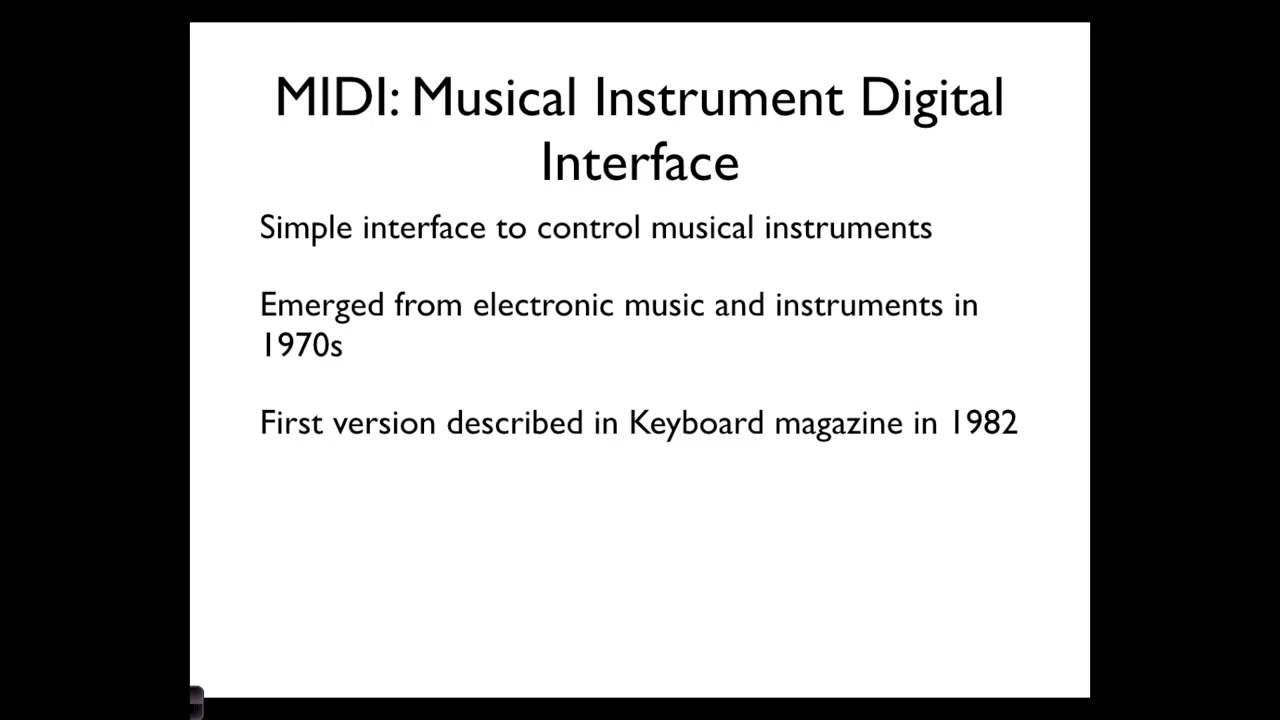 MIDI: Musical Instrument Digital
Interface
Simple interface to control musical instruments
Emerged from electronic music and instruments in
1970s
First version described in Keyboard magazine in 1982